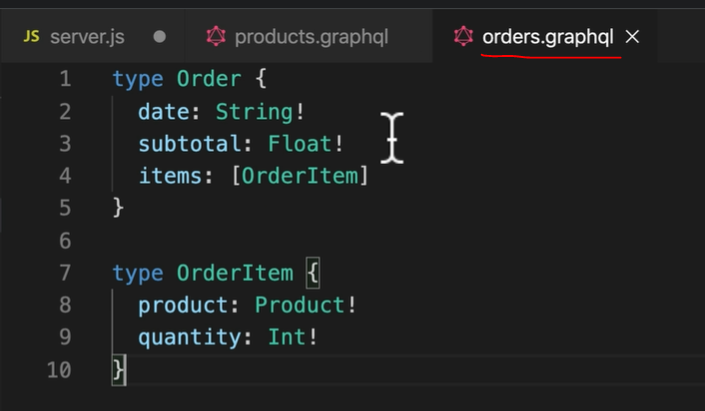 JS server.js ● products.graphql orders.graphql ×
1 type Order {
2   date: String!
3   subtotal: Float!
4   items: [OrderItem]
5 }
6
7 type OrderItem {
8   product: Product!
9   quantity: Int!
10 }